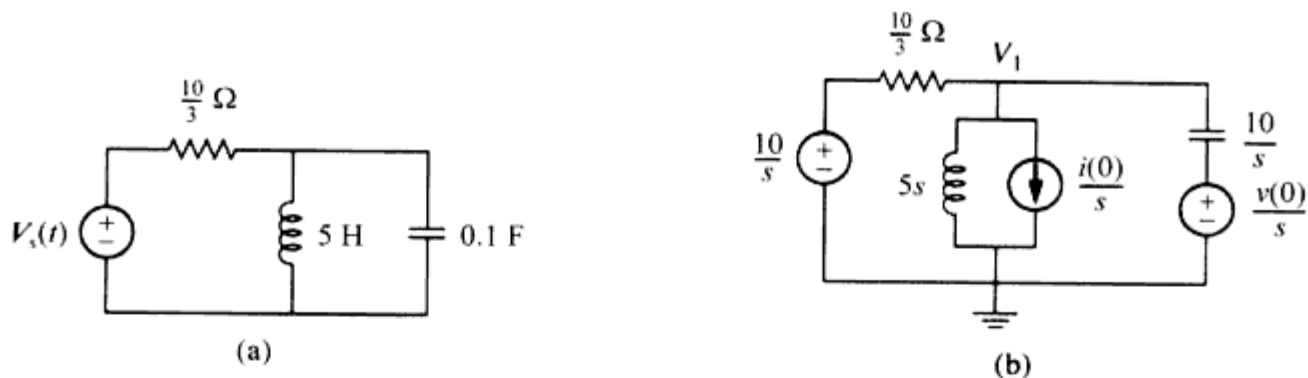 10/3 Ω
V_s(t)
+
−
5 H
0.1 F
(a)
10/3 Ω
V_1
10/s
+
−
5s
i(0)/s
10/s
+
−
v(0)/s
(b)